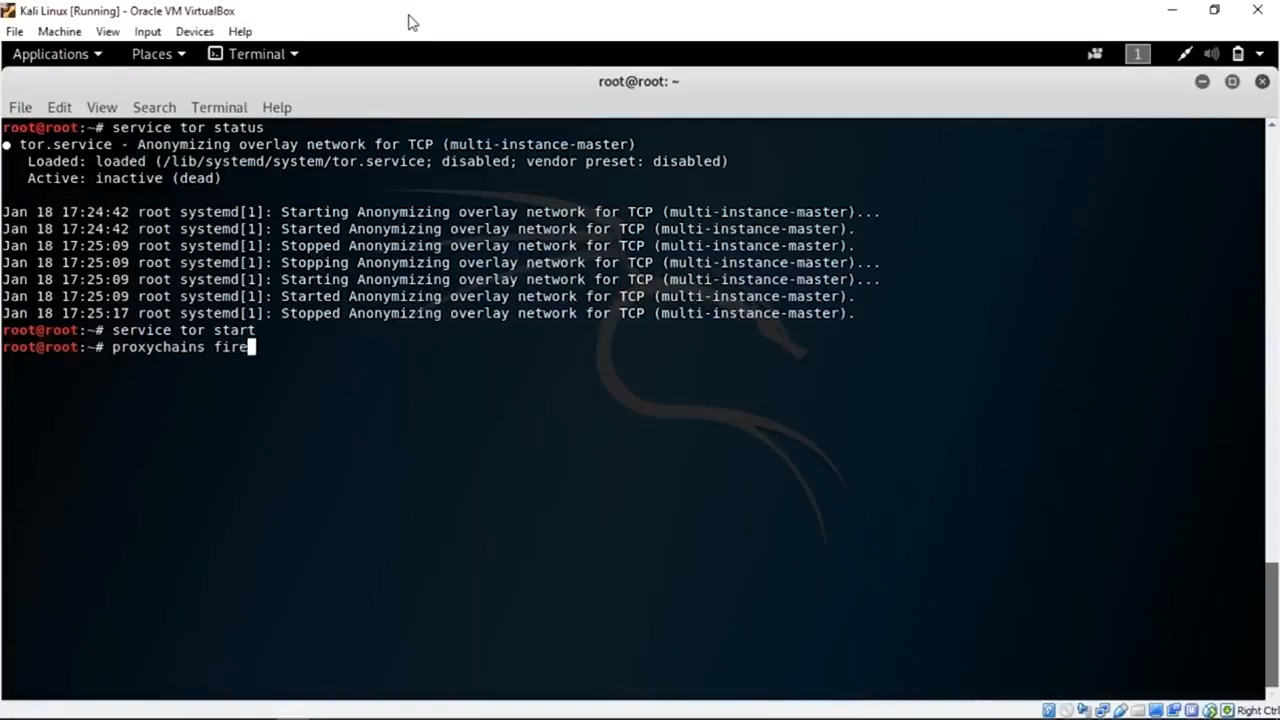 Kali Linux [Running] - Oracle VM VirtualBox
File Machine View Input Devices Help
Applications Places Terminal 1
root@root: ~
File Edit View Search Terminal Help
root@root:~# service tor status
● tor.service - Anonymizing overlay network for TCP (multi-instance-master)
Loaded: loaded (/lib/systemd/system/tor.service; disabled; vendor preset: disabled)
Active: inactive (dead)
Jan 18 17:24:42 root systemd[1]: Starting Anonymizing overlay network for TCP (multi-instance-master)...
Jan 18 17:24:42 root systemd[1]: Started Anonymizing overlay network for TCP (multi-instance-master).
Jan 18 17:25:09 root systemd[1]: Stopped Anonymizing overlay network for TCP (multi-instance-master).
Jan 18 17:25:09 root systemd[1]: Stopping Anonymizing overlay network for TCP (multi-instance-master)...
Jan 18 17:25:09 root systemd[1]: Starting Anonymizing overlay network for TCP (multi-instance-master)...
Jan 18 17:25:09 root systemd[1]: Started Anonymizing overlay network for TCP (multi-instance-master).
Jan 18 17:25:17 root systemd[1]: Stopped Anonymizing overlay network for TCP (multi-instance-master).
root@root:~# service tor start
root@root:~# proxychains fire
Right Ctrl